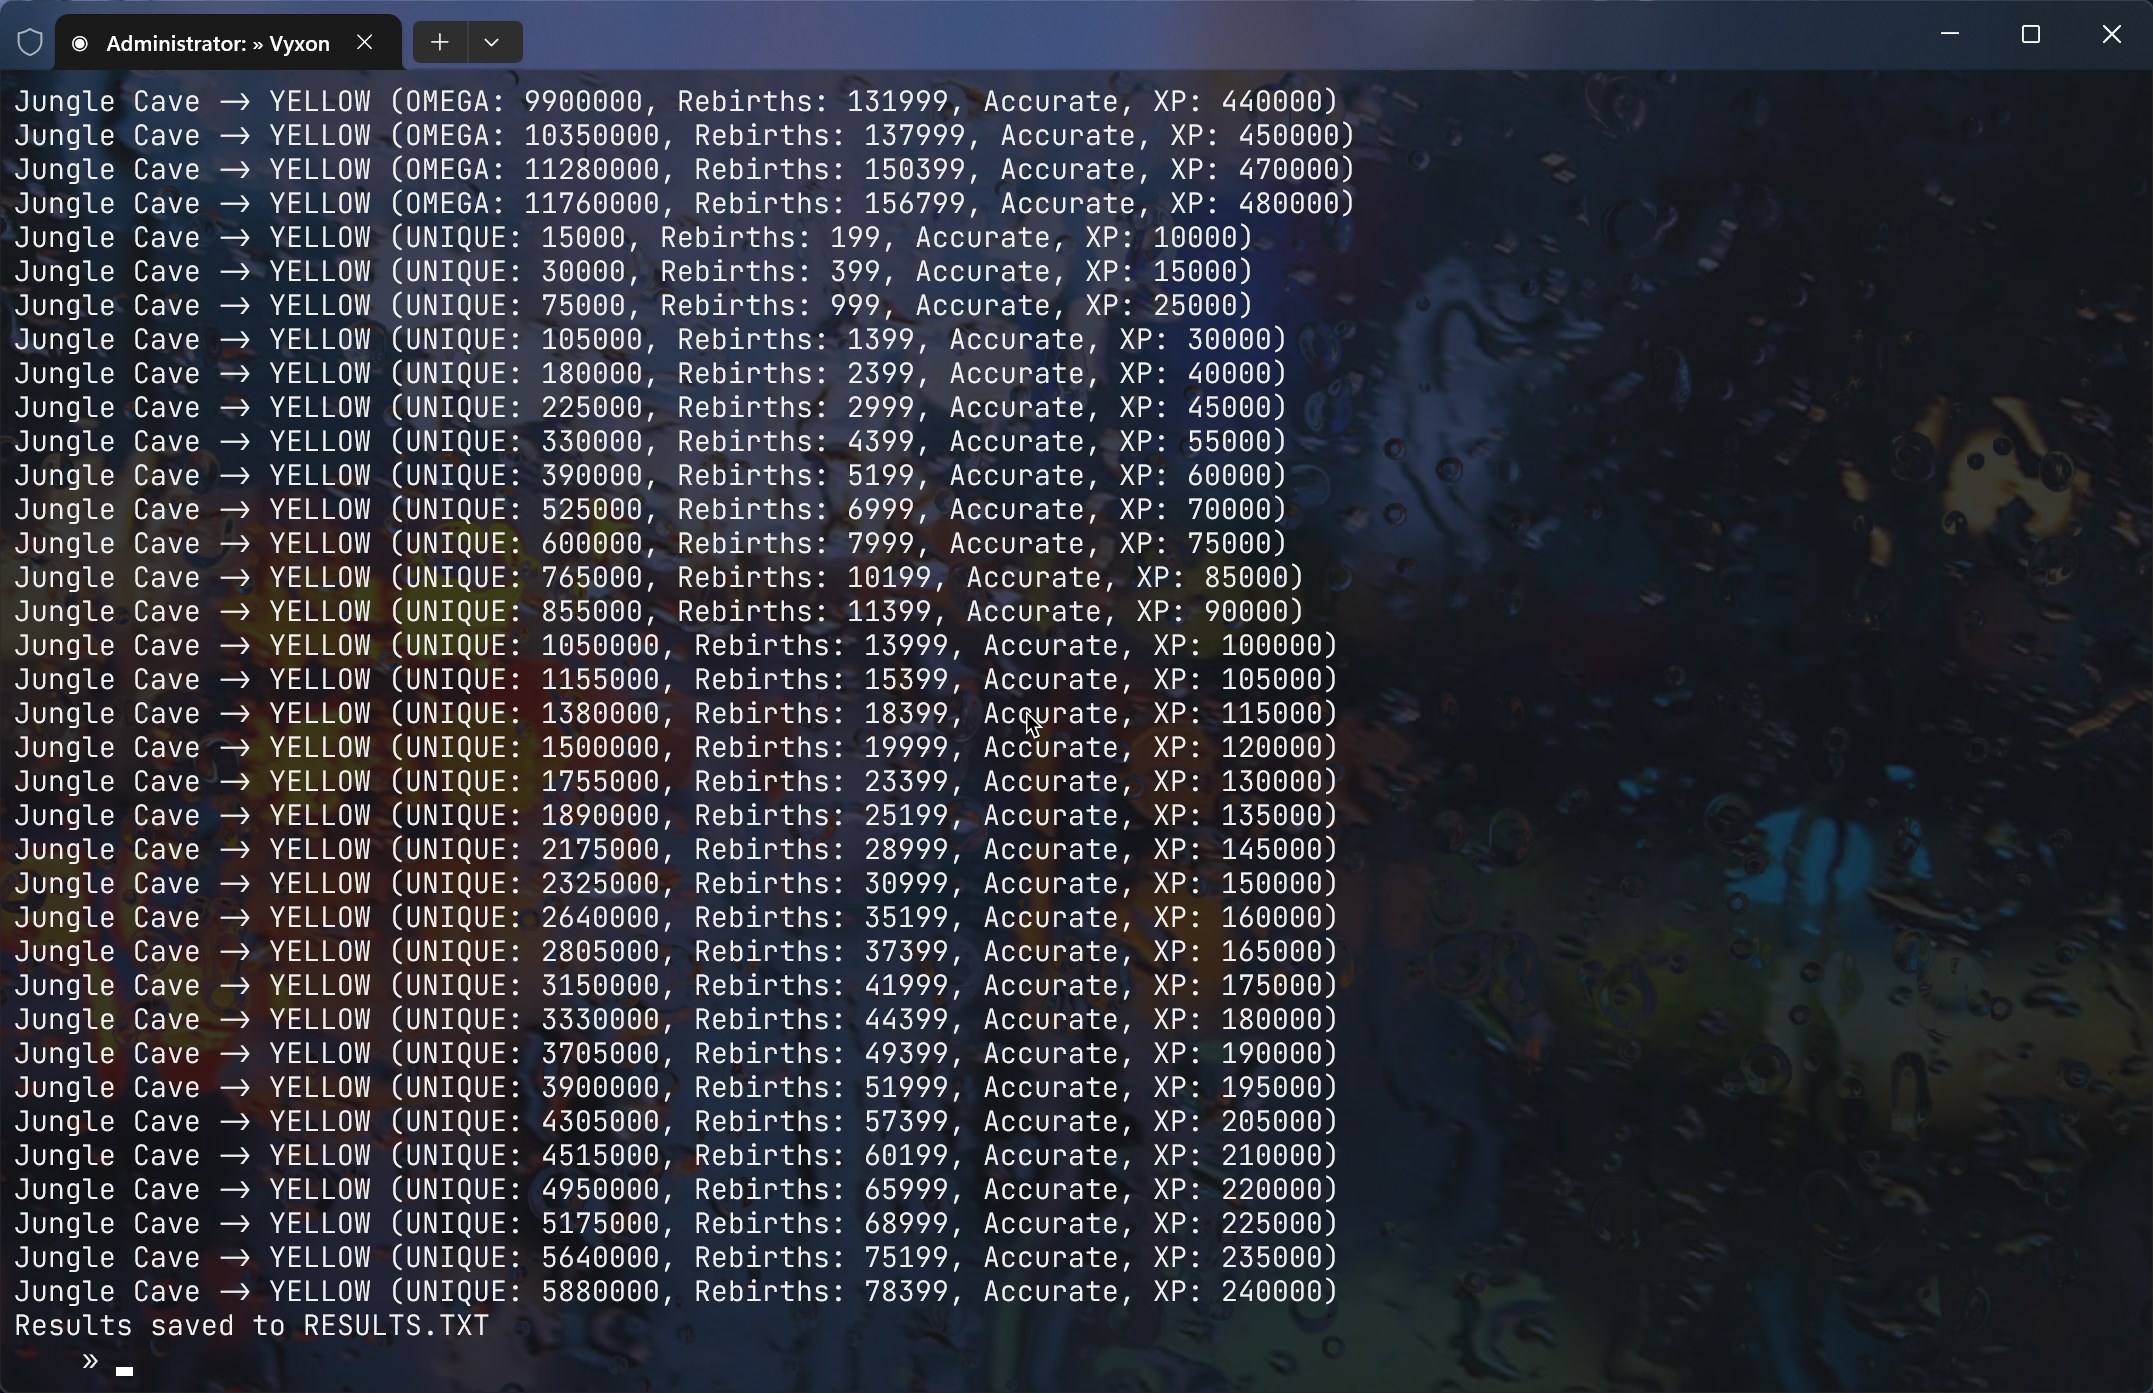 Administrator: » Vyxon
Jungle Cave → YELLOW (OMEGA: 9900000, Rebirths: 131999, Accurate, XP: 440000)
Jungle Cave → YELLOW (OMEGA: 10350000, Rebirths: 137999, Accurate, XP: 450000)
Jungle Cave → YELLOW (OMEGA: 11280000, Rebirths: 150399, Accurate, XP: 470000)
Jungle Cave → YELLOW (OMEGA: 11760000, Rebirths: 156799, Accurate, XP: 480000)
Jungle Cave → YELLOW (UNIQUE: 15000, Rebirths: 199, Accurate, XP: 10000)
Jungle Cave → YELLOW (UNIQUE: 30000, Rebirths: 399, Accurate, XP: 15000)
Jungle Cave → YELLOW (UNIQUE: 75000, Rebirths: 999, Accurate, XP: 25000)
Jungle Cave → YELLOW (UNIQUE: 105000, Rebirths: 1399, Accurate, XP: 30000)
Jungle Cave → YELLOW (UNIQUE: 180000, Rebirths: 2399, Accurate, XP: 40000)
Jungle Cave → YELLOW (UNIQUE: 225000, Rebirths: 2999, Accurate, XP: 45000)
Jungle Cave → YELLOW (UNIQUE: 330000, Rebirths: 4399, Accurate, XP: 55000)
Jungle Cave → YELLOW (UNIQUE: 390000, Rebirths: 5199, Accurate, XP: 60000)
Jungle Cave → YELLOW (UNIQUE: 525000, Rebirths: 6999, Accurate, XP: 70000)
Jungle Cave → YELLOW (UNIQUE: 600000, Rebirths: 7999, Accurate, XP: 75000)
Jungle Cave → YELLOW (UNIQUE: 765000, Rebirths: 10199, Accurate, XP: 85000)
Jungle Cave → YELLOW (UNIQUE: 855000, Rebirths: 11399, Accurate, XP: 90000)
Jungle Cave → YELLOW (UNIQUE: 1050000, Rebirths: 13999, Accurate, XP: 100000)
Jungle Cave → YELLOW (UNIQUE: 1155000, Rebirths: 15399, Accurate, XP: 105000)
Jungle Cave → YELLOW (UNIQUE: 1380000, Rebirths: 18399, Accurate, XP: 115000)
Jungle Cave → YELLOW (UNIQUE: 1500000, Rebirths: 19999, Accurate, XP: 120000)
Jungle Cave → YELLOW (UNIQUE: 1755000, Rebirths: 23399, Accurate, XP: 130000)
Jungle Cave → YELLOW (UNIQUE: 1890000, Rebirths: 25199, Accurate, XP: 135000)
Jungle Cave → YELLOW (UNIQUE: 2175000, Rebirths: 28999, Accurate, XP: 145000)
Jungle Cave → YELLOW (UNIQUE: 2325000, Rebirths: 30999, Accurate, XP: 150000)
Jungle Cave → YELLOW (UNIQUE: 2640000, Rebirths: 35199, Accurate, XP: 160000)
Jungle Cave → YELLOW (UNIQUE: 2805000, Rebirths: 37399, Accurate, XP: 165000)
Jungle Cave → YELLOW (UNIQUE: 3150000, Rebirths: 41999, Accurate, XP: 175000)
Jungle Cave → YELLOW (UNIQUE: 3330000, Rebirths: 44399, Accurate, XP: 180000)
Jungle Cave → YELLOW (UNIQUE: 3705000, Rebirths: 49399, Accurate, XP: 190000)
Jungle Cave → YELLOW (UNIQUE: 3900000, Rebirths: 51999, Accurate, XP: 195000)
Jungle Cave → YELLOW (UNIQUE: 4305000, Rebirths: 57399, Accurate, XP: 205000)
Jungle Cave → YELLOW (UNIQUE: 4515000, Rebirths: 60199, Accurate, XP: 210000)
Jungle Cave → YELLOW (UNIQUE: 4950000, Rebirths: 65999, Accurate, XP: 220000)
Jungle Cave → YELLOW (UNIQUE: 5175000, Rebirths: 68999, Accurate, XP: 225000)
Jungle Cave → YELLOW (UNIQUE: 5640000, Rebirths: 75199, Accurate, XP: 235000)
Jungle Cave → YELLOW (UNIQUE: 5880000, Rebirths: 78399, Accurate, XP: 240000)
Results saved to RESULTS.TXT
»